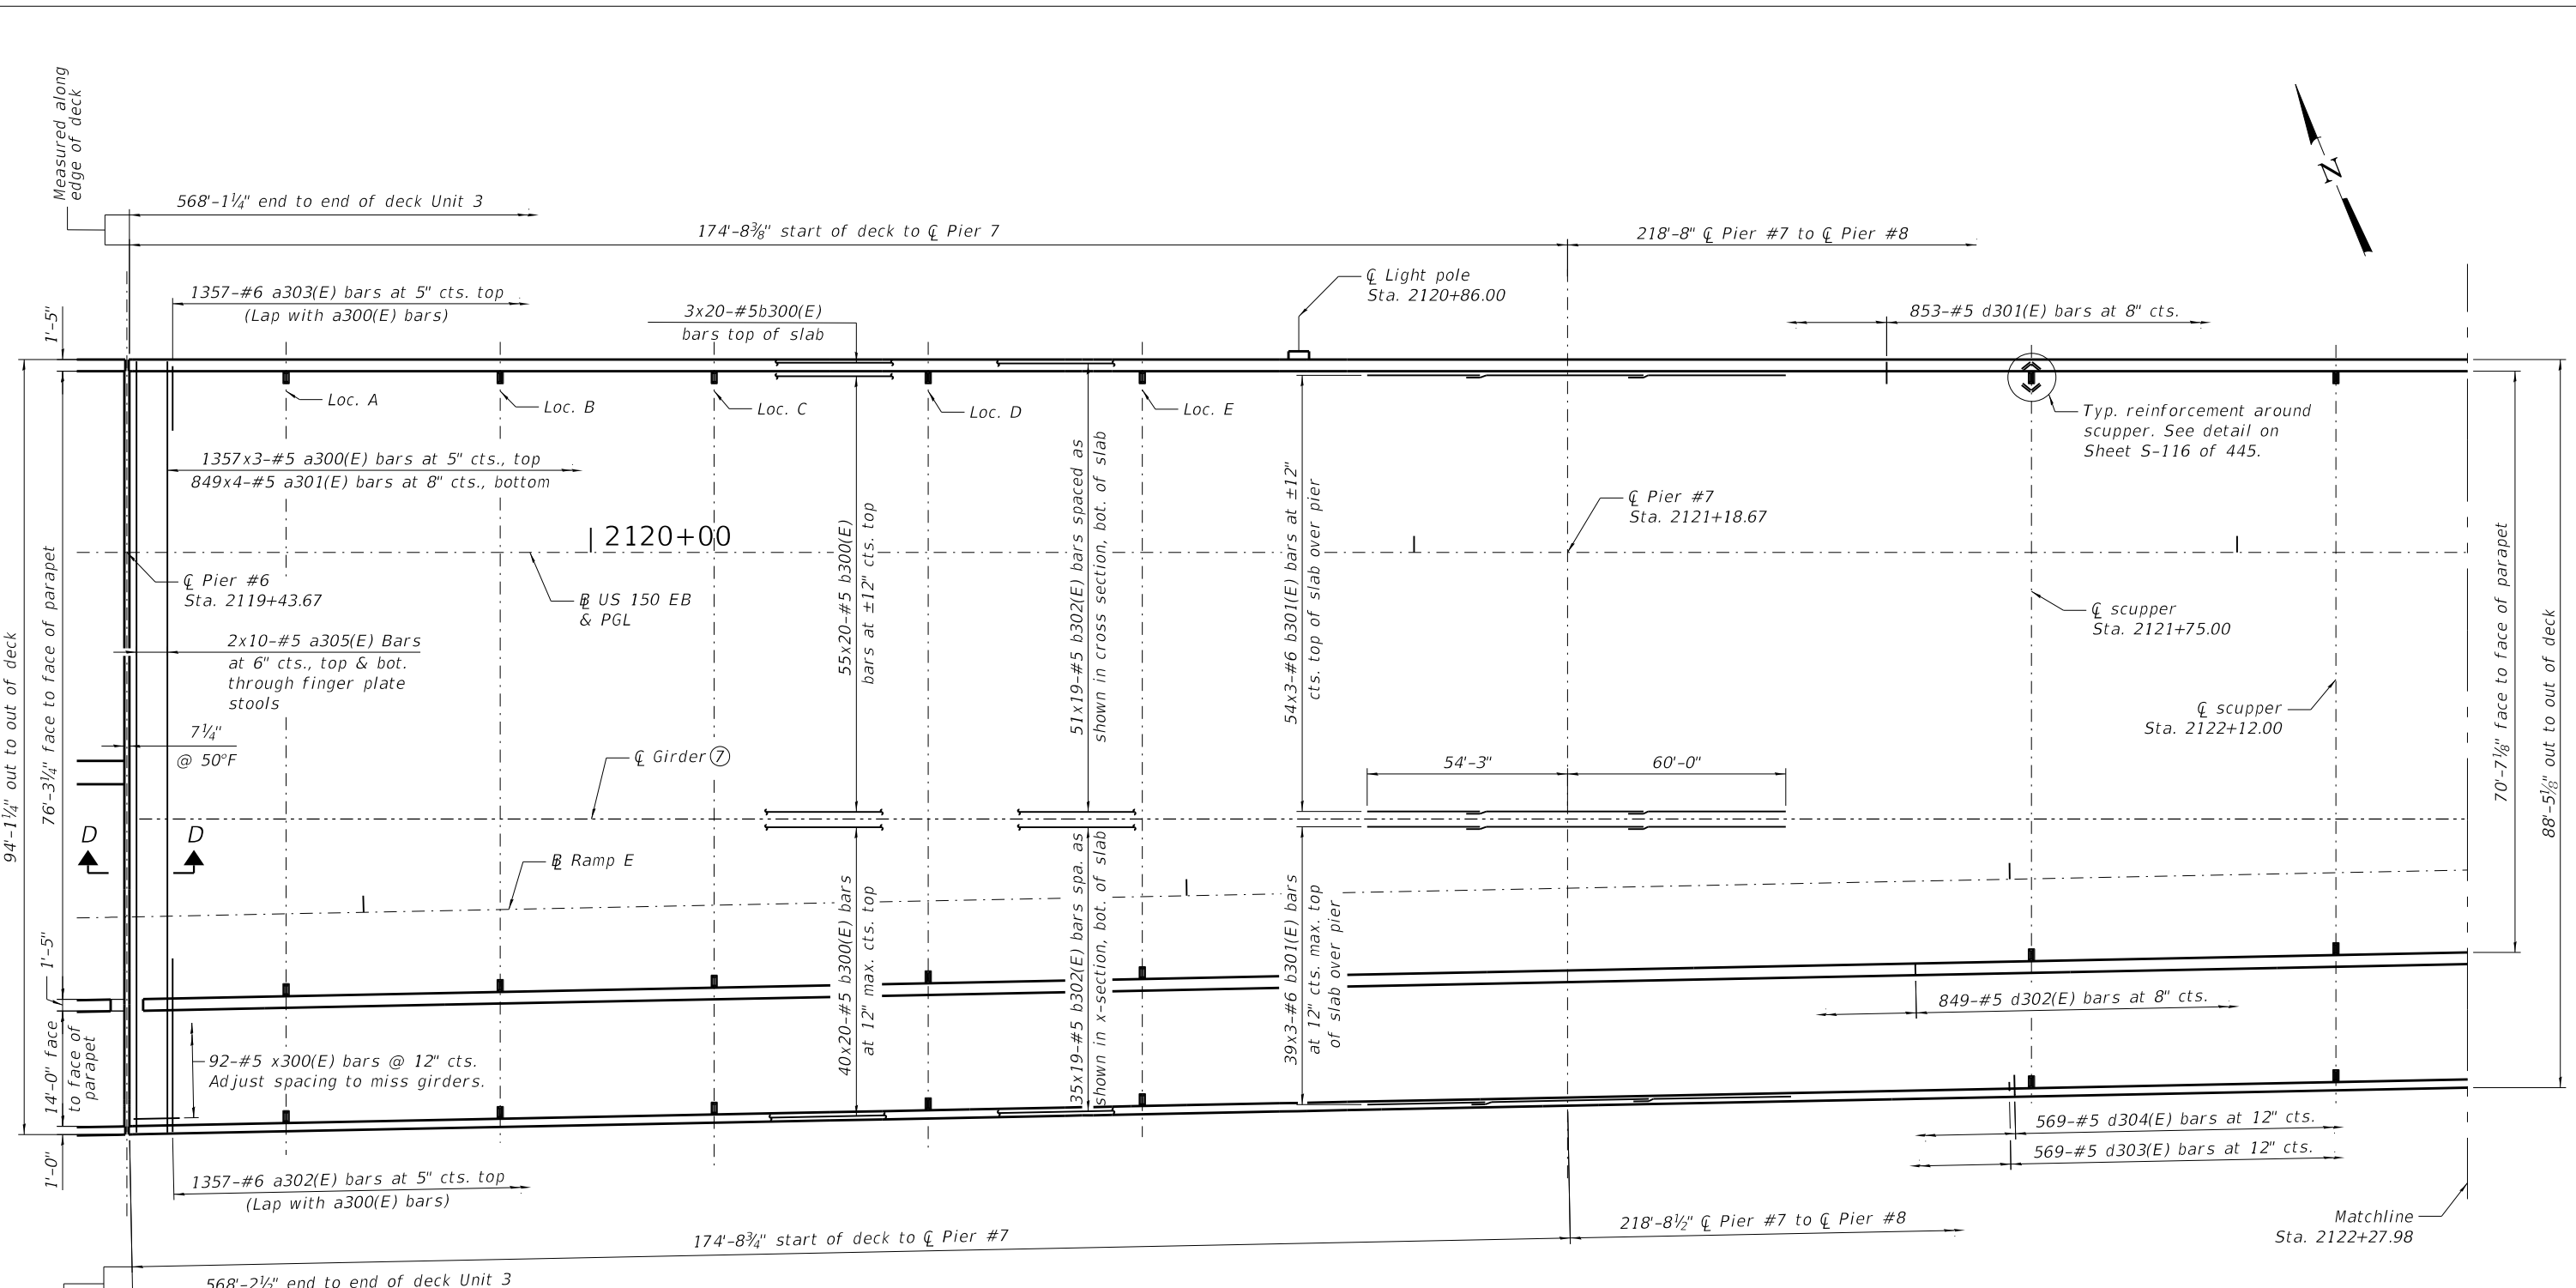 Measured along
edge of deck
568'-1¼" end to end of deck Unit 3
174'-8⅜" start of deck to ℄ Pier 7
218'-8" ℄ Pier #7 to ℄ Pier #8
N
℄ Light pole
Sta. 2120+86.00
1'-5"
1357-#6 a303(E) bars at 5" cts. top
(Lap with a300(E) bars)
3x20-#5b300(E)
bars top of slab
853-#5 d301(E) bars at 8" cts.
Loc. A
Loc. B
Loc. C
Loc. D
Loc. E
Typ. reinforcement around
scupper. See detail on
Sheet S-116 of 445.
1357x3-#5 a300(E) bars at 5" cts., top
849x4-#5 a301(E) bars at 8" cts., bottom
2120+00
℄ Pier #7
Sta. 2121+18.67
℄ Pier #6
Sta. 2119+43.67
B̲L US 150 EB
& PGL
℄ scupper
Sta. 2121+75.00
2x10-#5 a305(E) Bars
at 6" cts., top & bot.
through finger plate
stools
7¼"
@ 50°F
℄ Girder 7
54'-3"
60'-0"
℄ scupper
Sta. 2122+12.00
94'-1¼" out to out of deck
76'-3¼" face to face of parapet
55x20-#5 b300(E)
bars at ±12" cts. top
51x19-#5 b302(E) bars spaced as
shown in cross section, bot. of slab
54x3-#6 b301(E) bars at ±12"
cts. top of slab over pier
70'-7⅛" face to face of parapet
88'-5⅛" out to out of deck
D
D
B̲L Ramp E
1'-5"
14'-0" face
to face of
parapet
1'-0"
40x20-#5 b300(E) bars
at 12" max. cts. top
35x19-#5 b302(E) bars spa. as
shown in x-section, bot. of slab
39x3-#6 b301(E) bars
at 12" cts. max. top
of slab over pier
849-#5 d302(E) bars at 8" cts.
92-#5 x300(E) bars @ 12" cts.
Adjust spacing to miss girders.
569-#5 d304(E) bars at 12" cts.
569-#5 d303(E) bars at 12" cts.
1357-#6 a302(E) bars at 5" cts. top
(Lap with a300(E) bars)
174'-8¾" start of deck to ℄ Pier #7
218'-8½" ℄ Pier #7 to ℄ Pier #8
Matchline
Sta. 2122+27.98
568'-2½" end to end of deck Unit 3